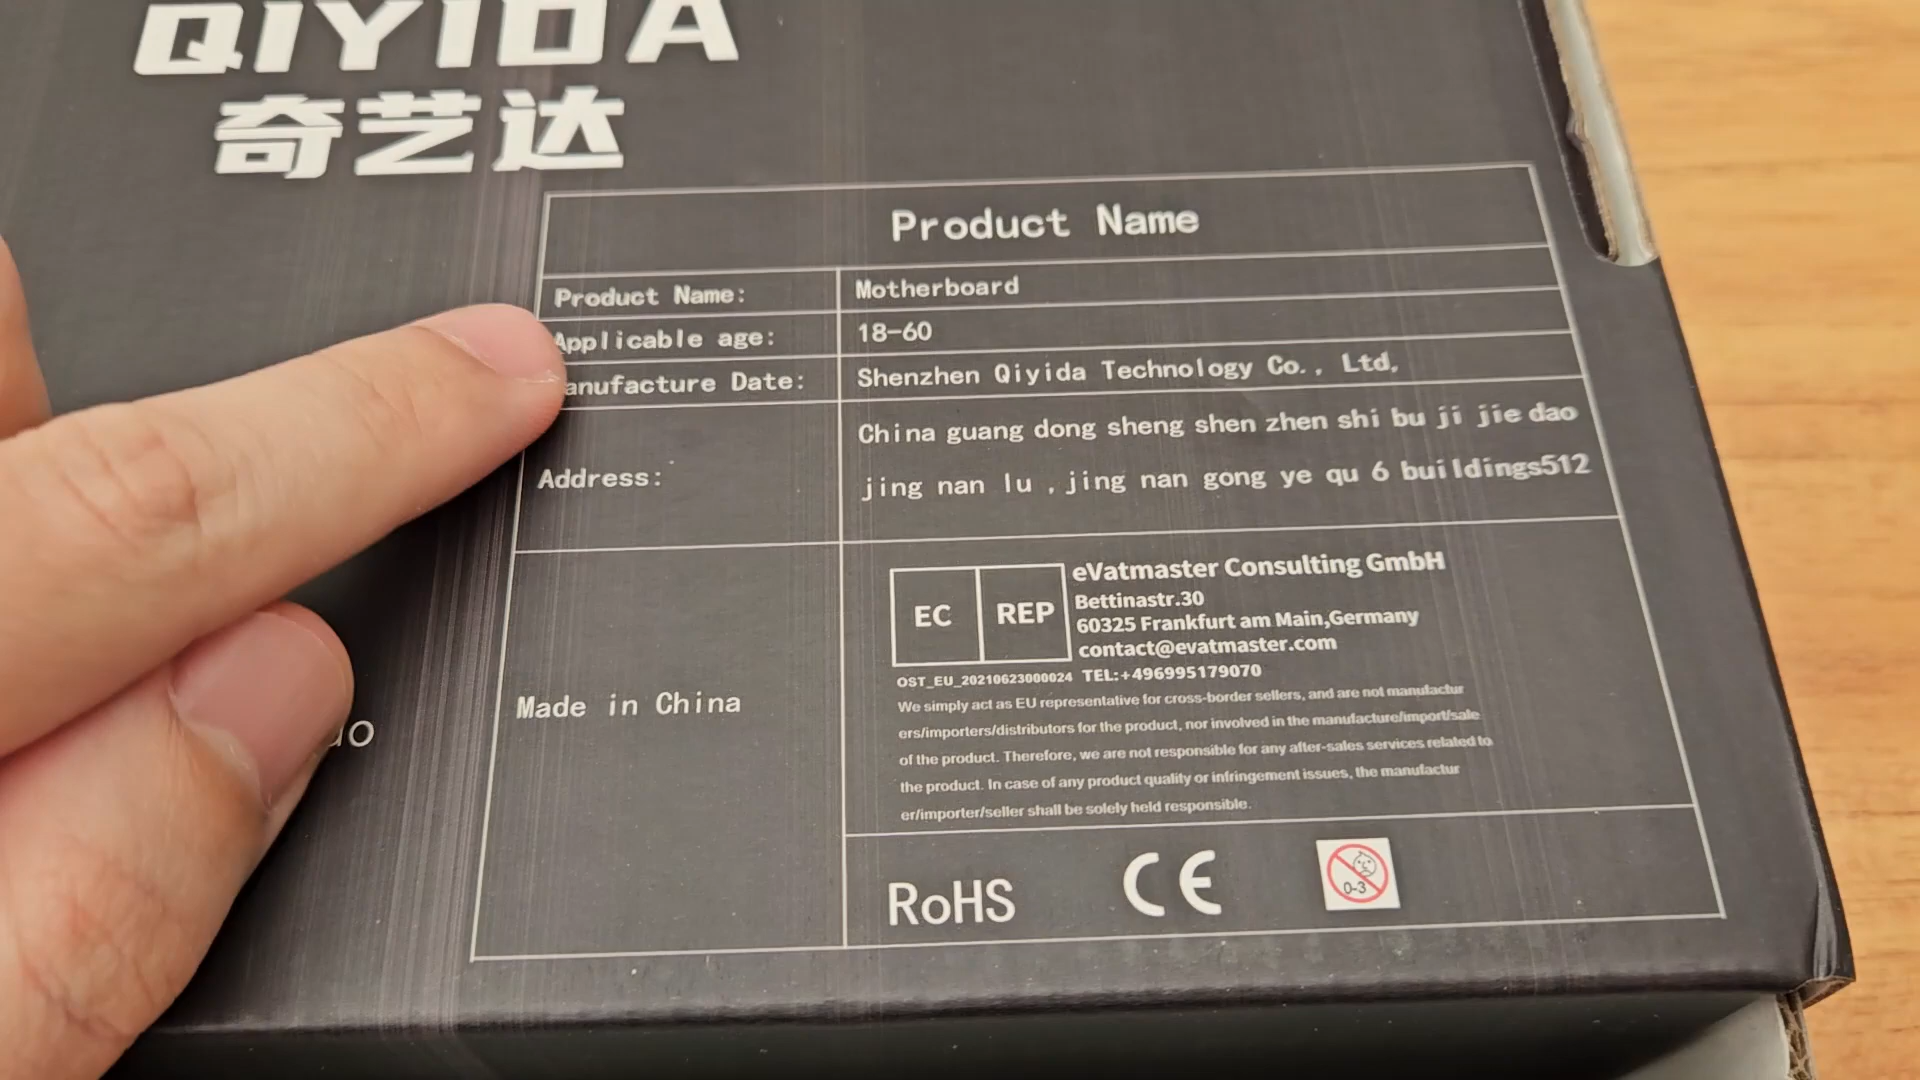 QIYIDA
奇艺达
Product Name
Product Name: Motherboard
Applicable age: 18-60
anufacture Date: Shenzhen Qiyida Technology Co., Ltd,
Address: China guang dong sheng shen zhen shi bu ji jie dao
jing nan lu ,jing nan gong ye qu 6 buildings512
Made in China
EC REP
eVatmaster Consulting GmbH
Bettinastr.30
60325 Frankfurt am Main,Germany
contact@evatmaster.com
OST_EU_20210623000024 TEL:+496995179070
We simply act as EU representative for cross-border sellers, and are not manufactur
ers/importers/distributors for the product, nor involved in the manufacture/import/sale
of the product. Therefore, we are not responsible for any after-sales services related to
the product. In case of any product quality or infringement issues, the manufactur
er/importer/seller shall be solely held responsible.
RoHS CE 0-3